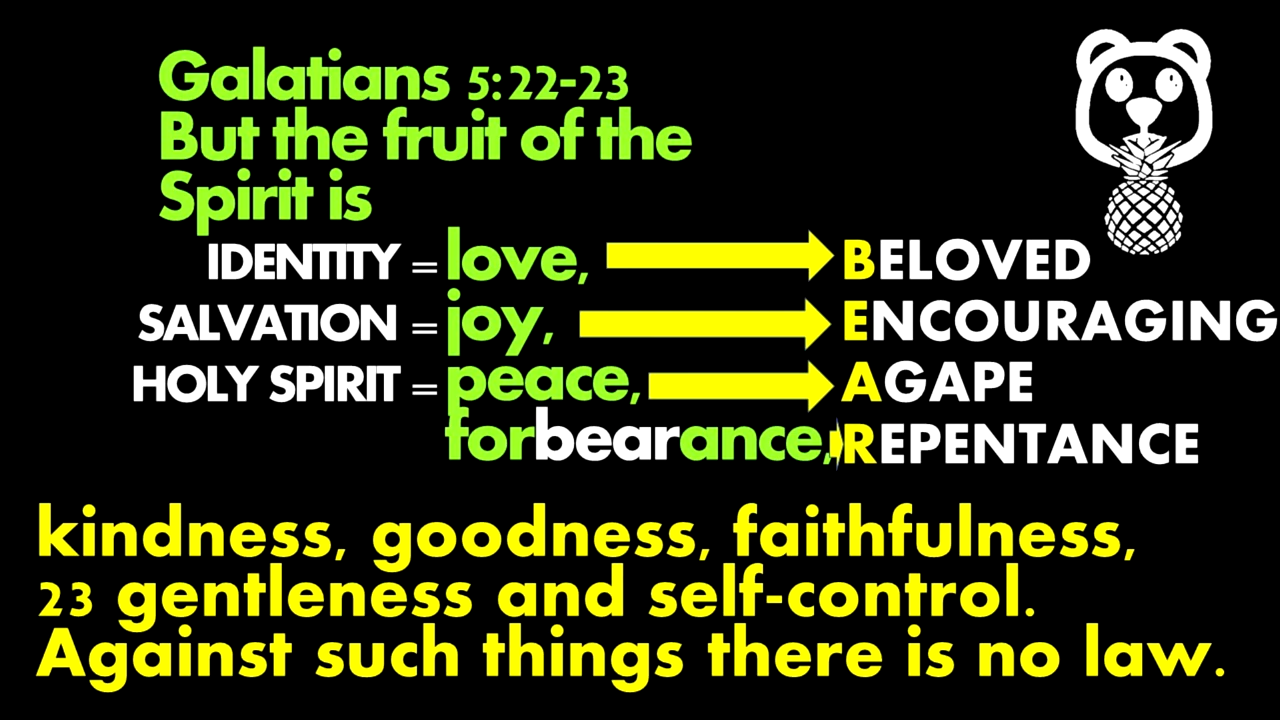 Galatians 5:22-23
But the fruit of the
Spirit is
IDENTITY = love, BELOVED
SALVATION = joy, ENCOURAGING
HOLY SPIRIT = peace, AGAPE
forbearance, REPENTANCE
kindness, goodness, faithfulness,
23 gentleness and self-control.
Against such things there is no law.